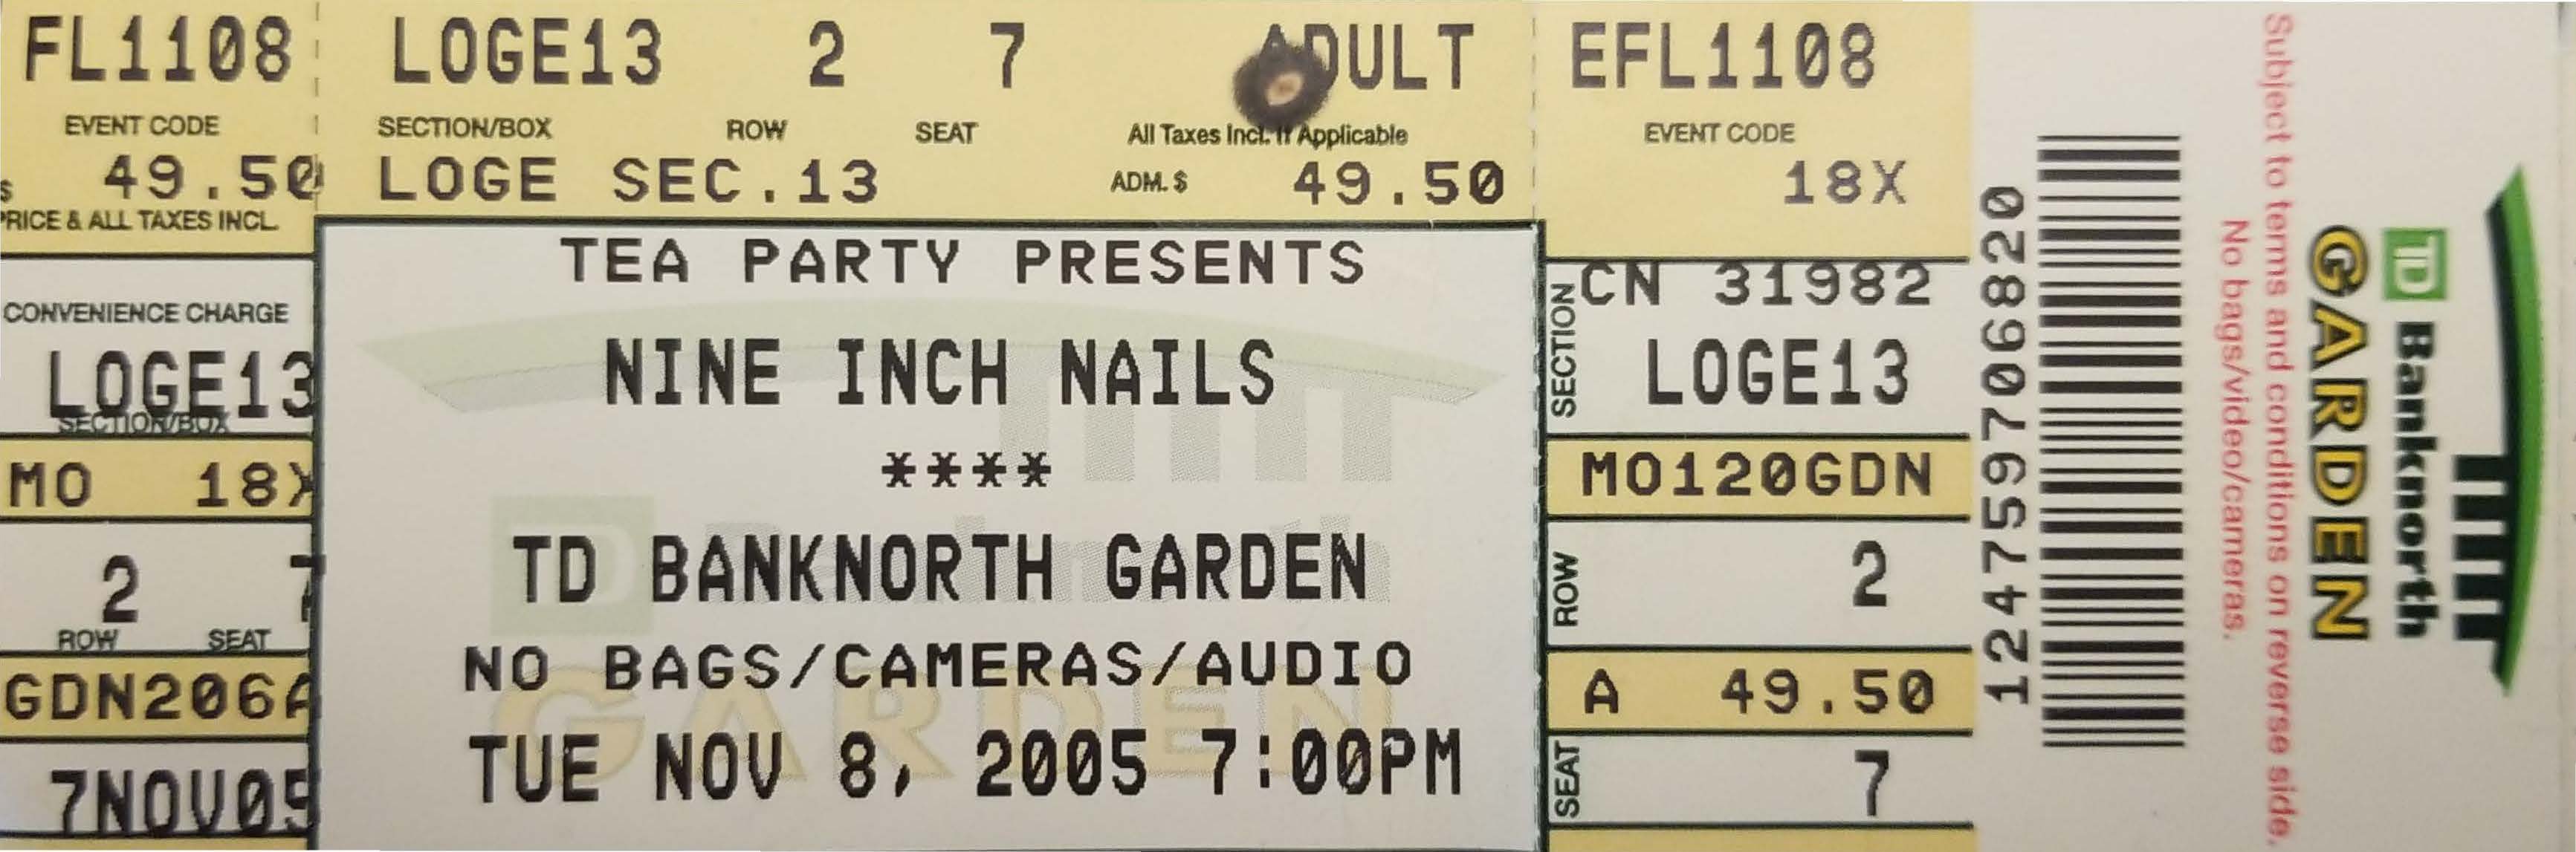 FL1108
EVENT CODE
$ 49.50
PRICE & ALL TAXES INCL.
CONVENIENCE CHARGE
LOGE13
SECTION/BOX
MO 18X
2 7
ROW SEAT
GDN206A
7NOV05
LOGE13 2 7 ADULT
SECTION/BOX ROW SEAT All Taxes Incl. If Applicable
LOGE SEC.13 ADM. $ 49.50
TEA PARTY PRESENTS
NINE INCH NAILS
****
TD BANKNORTH GARDEN
NO BAGS/CAMERAS/AUDIO
TUE NOV 8, 2005 7:00PM
EFL1108
EVENT CODE
18X
CN 31982
SECTION LOGE13
MO120GDN
ROW 2
A 49.50
SEAT 7
124759706820
Subject to terms and conditions on reverse side.
No bags/video/cameras.
TD Banknorth
GARDEN